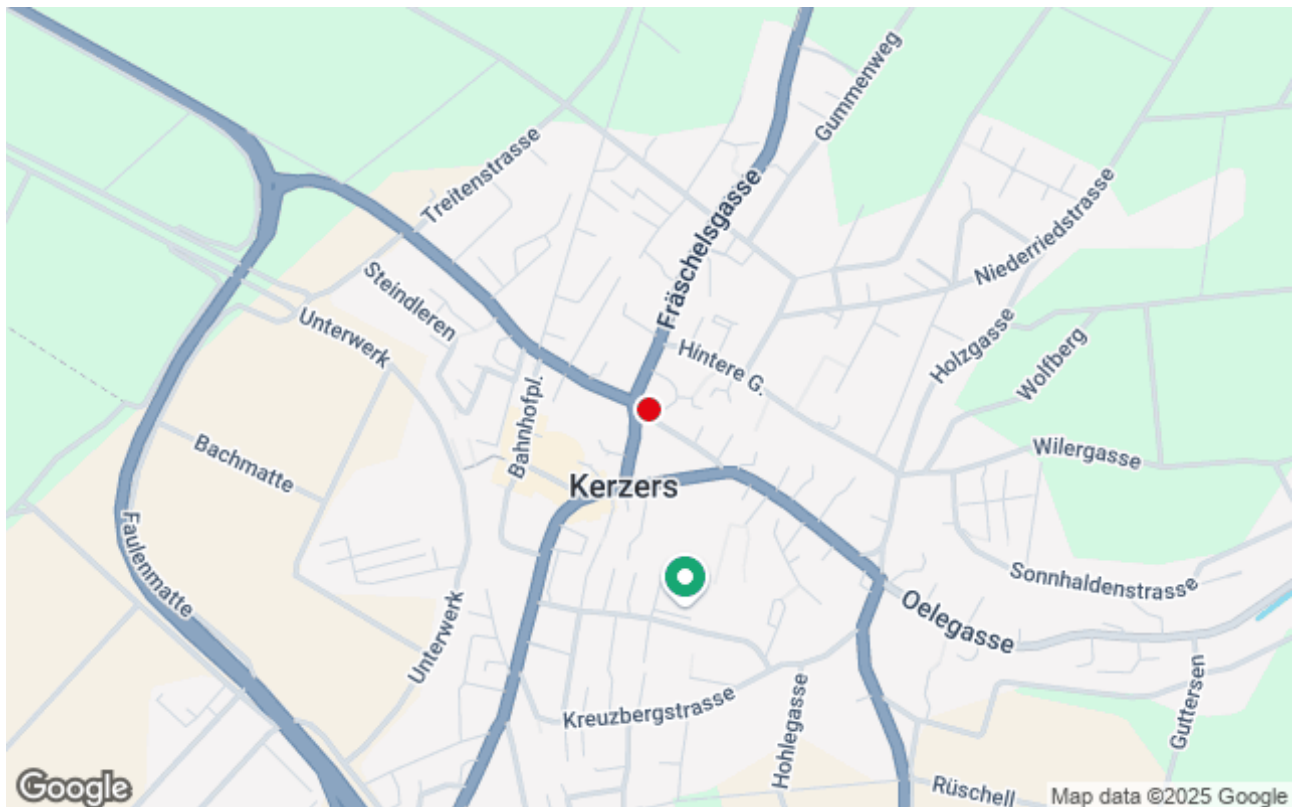 Gummenweg
Treitenstrasse
Fräschelsgasse
Niederriedstrasse
Steindleren
Unterwerk
Hintere G.
Holzgasse
Wolfberg
Bahnhofpl.
Bachmatte
Wilergasse
Kerzers
Faulenmatte
Sonnhaldenstrasse
Oelegasse
Unterwerk
Kreuzbergstrasse
Hohlegasse
Guttersen
Rüschell
Google
Map data ©2025 Google